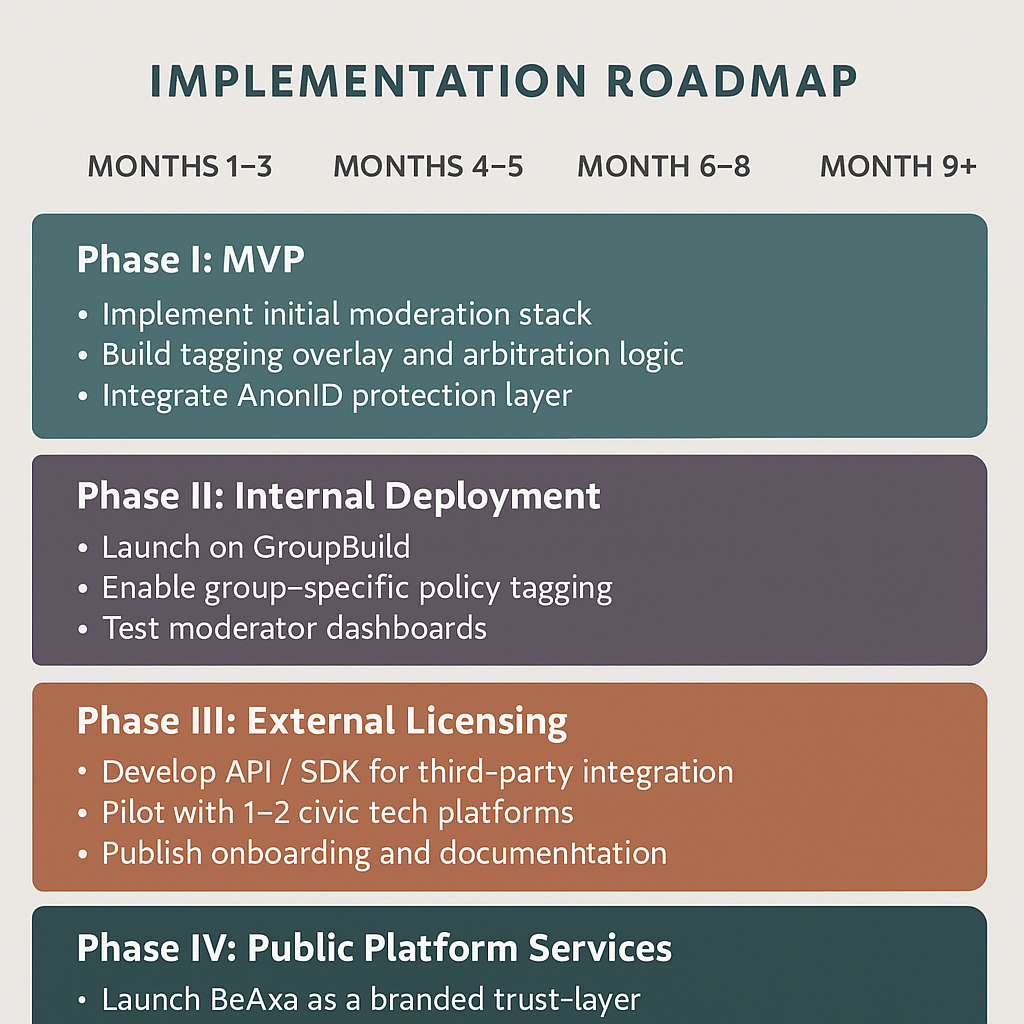 IMPLEMENTATION ROADMAP
MONTHS 1–3 MONTHS 4–5 MONTH 6–8 MONTH 9+
Phase I: MVP
• Implement initial moderation stack
• Build tagging overlay and arbitration logic
• Integrate AnonID protection layer
Phase II: Internal Deployment
• Launch on GroupBuild
• Enable group–specific policy tagging
• Test moderator dashboards
Phase III: External Licensing
• Develop API / SDK for third-party integration
• Pilot with 1–2 civic tech platforms
• Publish onboarding and documenhtation
Phase IV: Public Platform Services
• Launch BeAxa as a branded trust-layer